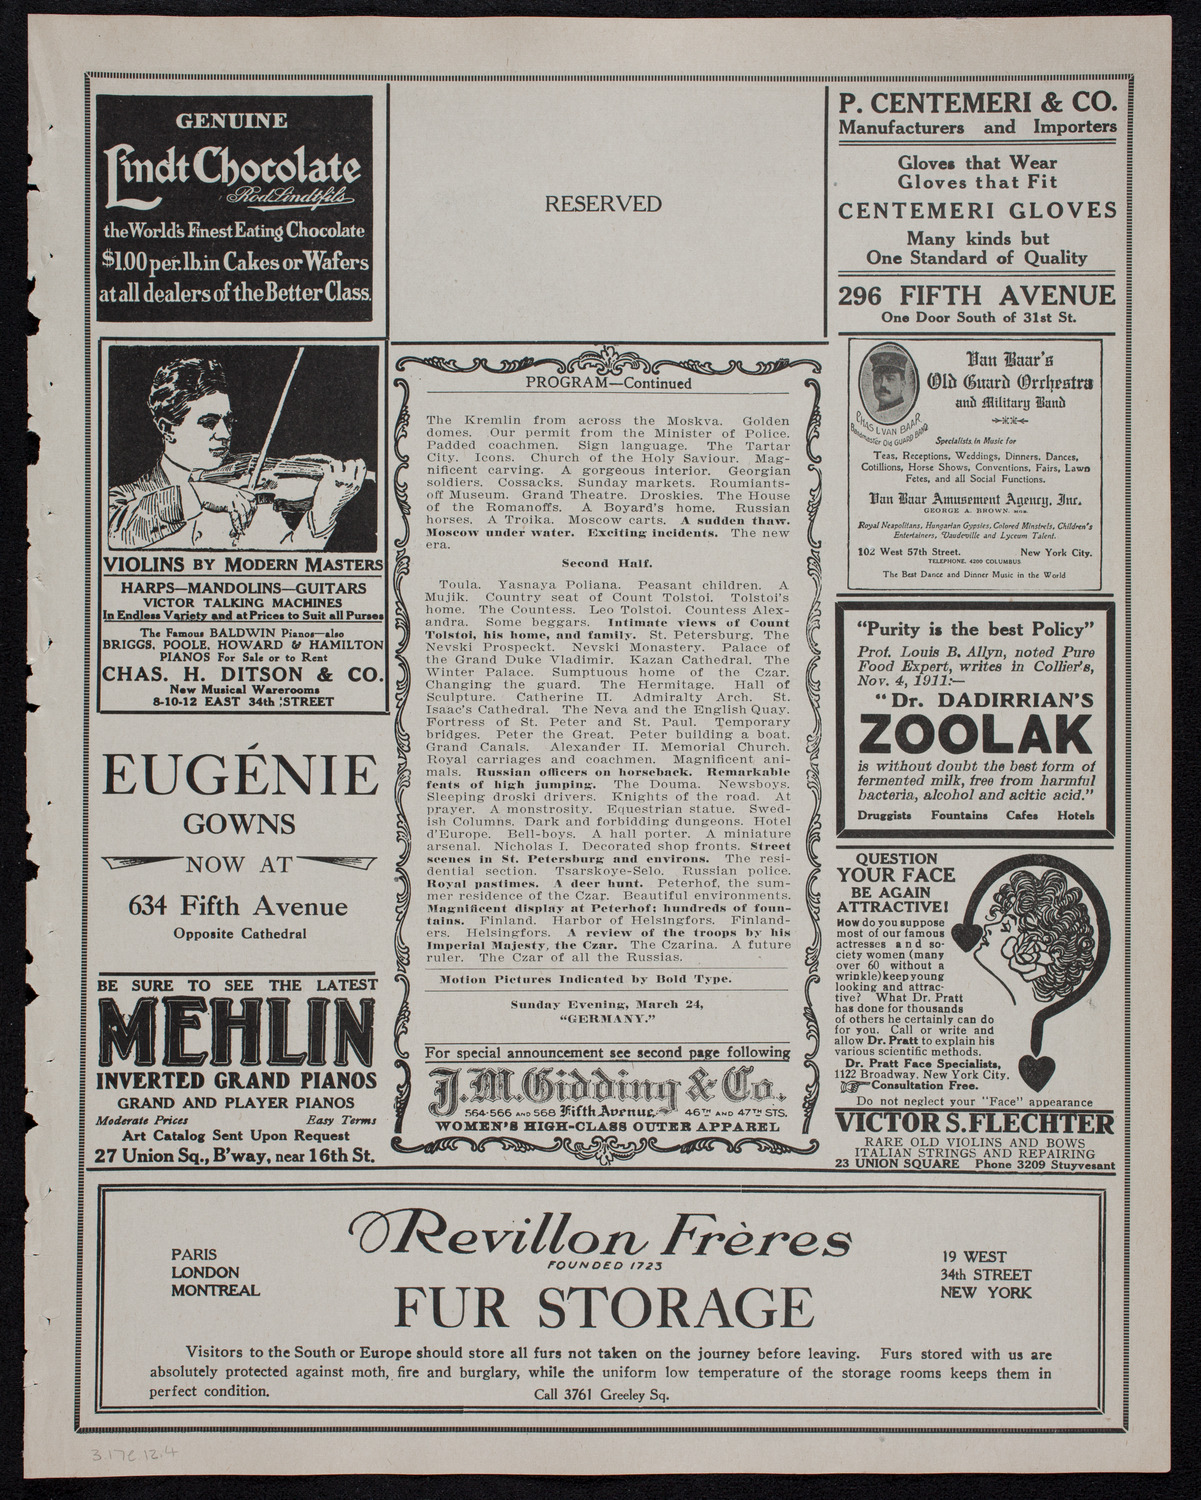 GENUINE
Lindt Chocolate
Rod. Lindt fils
the World's Finest Eating Chocolate
$1.00 per.lb.in Cakes or Wafers
at all dealers of the Better Class.
VIOLINS BY MODERN MASTERS
HARPS—MANDOLINS—GUITARS
VICTOR TALKING MACHINES
In Endless Variety and at Prices to Suit all Purses
The Famous BALDWIN Pianos—also
BRIGGS, POOLE, HOWARD & HAMILTON
PIANOS For Sale or to Rent
CHAS. H. DITSON & CO.
New Musical Warerooms
8-10-12 EAST 34th STREET
EUGÉNIE
GOWNS
NOW AT
634 Fifth Avenue
Opposite Cathedral
BE SURE TO SEE THE LATEST
MEHLIN
INVERTED GRAND PIANOS
GRAND AND PLAYER PIANOS
Moderate Prices Easy Terms
Art Catalog Sent Upon Request
27 Union Sq., B'way, near 16th St.
RESERVED
PROGRAM—Continued
The Kremlin from across the Moskva. Golden
domes. Our permit from the Minister of Police.
Padded coachmen. Sign language. The Tartar
City. Icons. Church of the Holy Saviour. Mag-
nificent carving. A gorgeous interior. Georgian
soldiers. Cossacks. Sunday markets. Roumiants-
off Museum. Grand Theatre. Droskies. The House
of the Romanoffs. A Boyard's home. Russian
horses. A Troika. Moscow carts. A sudden thaw.
Moscow under water. Exciting incidents. The new
era.
Second Half.
Toula. Yasnaya Poliana. Peasant children. A
Mujik. Country seat of Count Tolstoi. Tolstoi's
home. The Countess. Leo Tolstoi. Countess Alex-
andra. Some beggars. Intimate views of Count
Tolstoi, his home, and family. St. Petersburg. The
Nevski Prospeckt. Nevski Monastery. Palace of
the Grand Duke Vladimir. Kazan Cathedral. The
Winter Palace. Sumptuous home of the Czar.
Changing the guard. The Hermitage. Hall of
Sculpture. Catherine II. Admiralty Arch. St.
Isaac's Cathedral. The Neva and the English Quay.
Fortress of St. Peter and St. Paul. Temporary
bridges. Peter the Great. Peter building a boat.
Grand Canals. Alexander II. Memorial Church.
Royal carriages and coachmen. Magnificent ani-
mals. Russian officers on horseback. Remarkable
feats of high jumping. The Douma. Newsboys.
Sleeping droski drivers. Knights of the road. At
prayer. A monstrosity. Equestrian statue. Swed-
ish Columns. Dark and forbidding dungeons. Hotel
d'Europe. Bell-boys. A hall porter. A miniature
arsenal. Nicholas I. Decorated shop fronts. Street
scenes in St. Petersburg and environs. The resi-
dential section. Tsarskoye-Selo. Russian police.
Royal pastimes. A deer hunt. Peterhof, the sum-
mer residence of the Czar. Beautiful environments.
Magnificent display at Peterhof; hundreds of foun-
tains. Finland. Harbor of Helsingfors. Finland-
ers. Helsingfors. A review of the troops by his
Imperial Majesty, the Czar. The Czarina. A future
ruler. The Czar of all the Russias.
Motion Pictures Indicated by Bold Type.
Sunday Evening, March 24,
"GERMANY."
For special announcement see second page following
J.M. Gidding & Co.
564-566 AND 568 Fifth Avenue 46TH AND 47TH STS.
WOMEN'S HIGH-CLASS OUTER APPAREL
P. CENTEMERI & CO.
Manufacturers and Importers
Gloves that Wear
Gloves that Fit
CENTEMERI GLOVES
Many kinds but
One Standard of Quality
296 FIFTH AVENUE
One Door South of 31st St.
CHAS L VAN BAAR
Bandmaster Old GUARD BAND
Van Baar's
Old Guard Orchestra
and Military Band
Specialists in Music for
Teas, Receptions, Weddings, Dinners, Dances,
Cotillions, Horse Shows, Conventions, Fairs, Lawn
Fetes, and all Social Functions.
Van Baar Amusement Agency, Inc.
GEORGE A. BROWN, MGR.
Royal Neapolitans, Hungarian Gypsies, Colored Minstrels, Children's
Entertainers, Vaudeville and Lyceum Talent.
102 West 57th Street. New York City.
TELEPHONE, 4200 COLUMBUS
The Best Dance and Dinner Music in the World
"Purity is the best Policy"
Prof. Louis B. Allyn, noted Pure
Food Expert, writes in Collier's,
Nov. 4, 1911:—
"Dr. DADIRRIAN'S
ZOOLAK
is without doubt the best form of
fermented milk, free from harmful
bacteria, alcohol and acitic acid."
Druggists Fountains Cafes Hotels
QUESTION
YOUR FACE
BE AGAIN
ATTRACTIVE!
How do you suppose
most of our famous
actresses and so-
ciety women (many
over 60 without a
wrinkle) keep young
looking and attrac-
tive? What Dr. Pratt
has done for thousands
of others he certainly can do
for you. Call or write and
allow Dr. Pratt to explain his
various scientific methods.
Dr. Pratt Face Specialists,
1122 Broadway, New York City.
Consultation Free.
Do not neglect your "Face" appearance
VICTOR S. FLECHTER
RARE OLD VIOLINS AND BOWS
ITALIAN STRINGS AND REPAIRING
23 UNION SQUARE Phone 3209 Stuyvesant
Revillon Frères
FOUNDED 1723
PARIS
LONDON
MONTREAL
19 WEST
34th STREET
NEW YORK
FUR STORAGE
Visitors to the South or Europe should store all furs not taken on the journey before leaving. Furs stored with us are
absolutely protected against moth, fire and burglary, while the uniform low temperature of the storage rooms keeps them in
perfect condition. Call 3761 Greeley Sq.
3.17e12.4